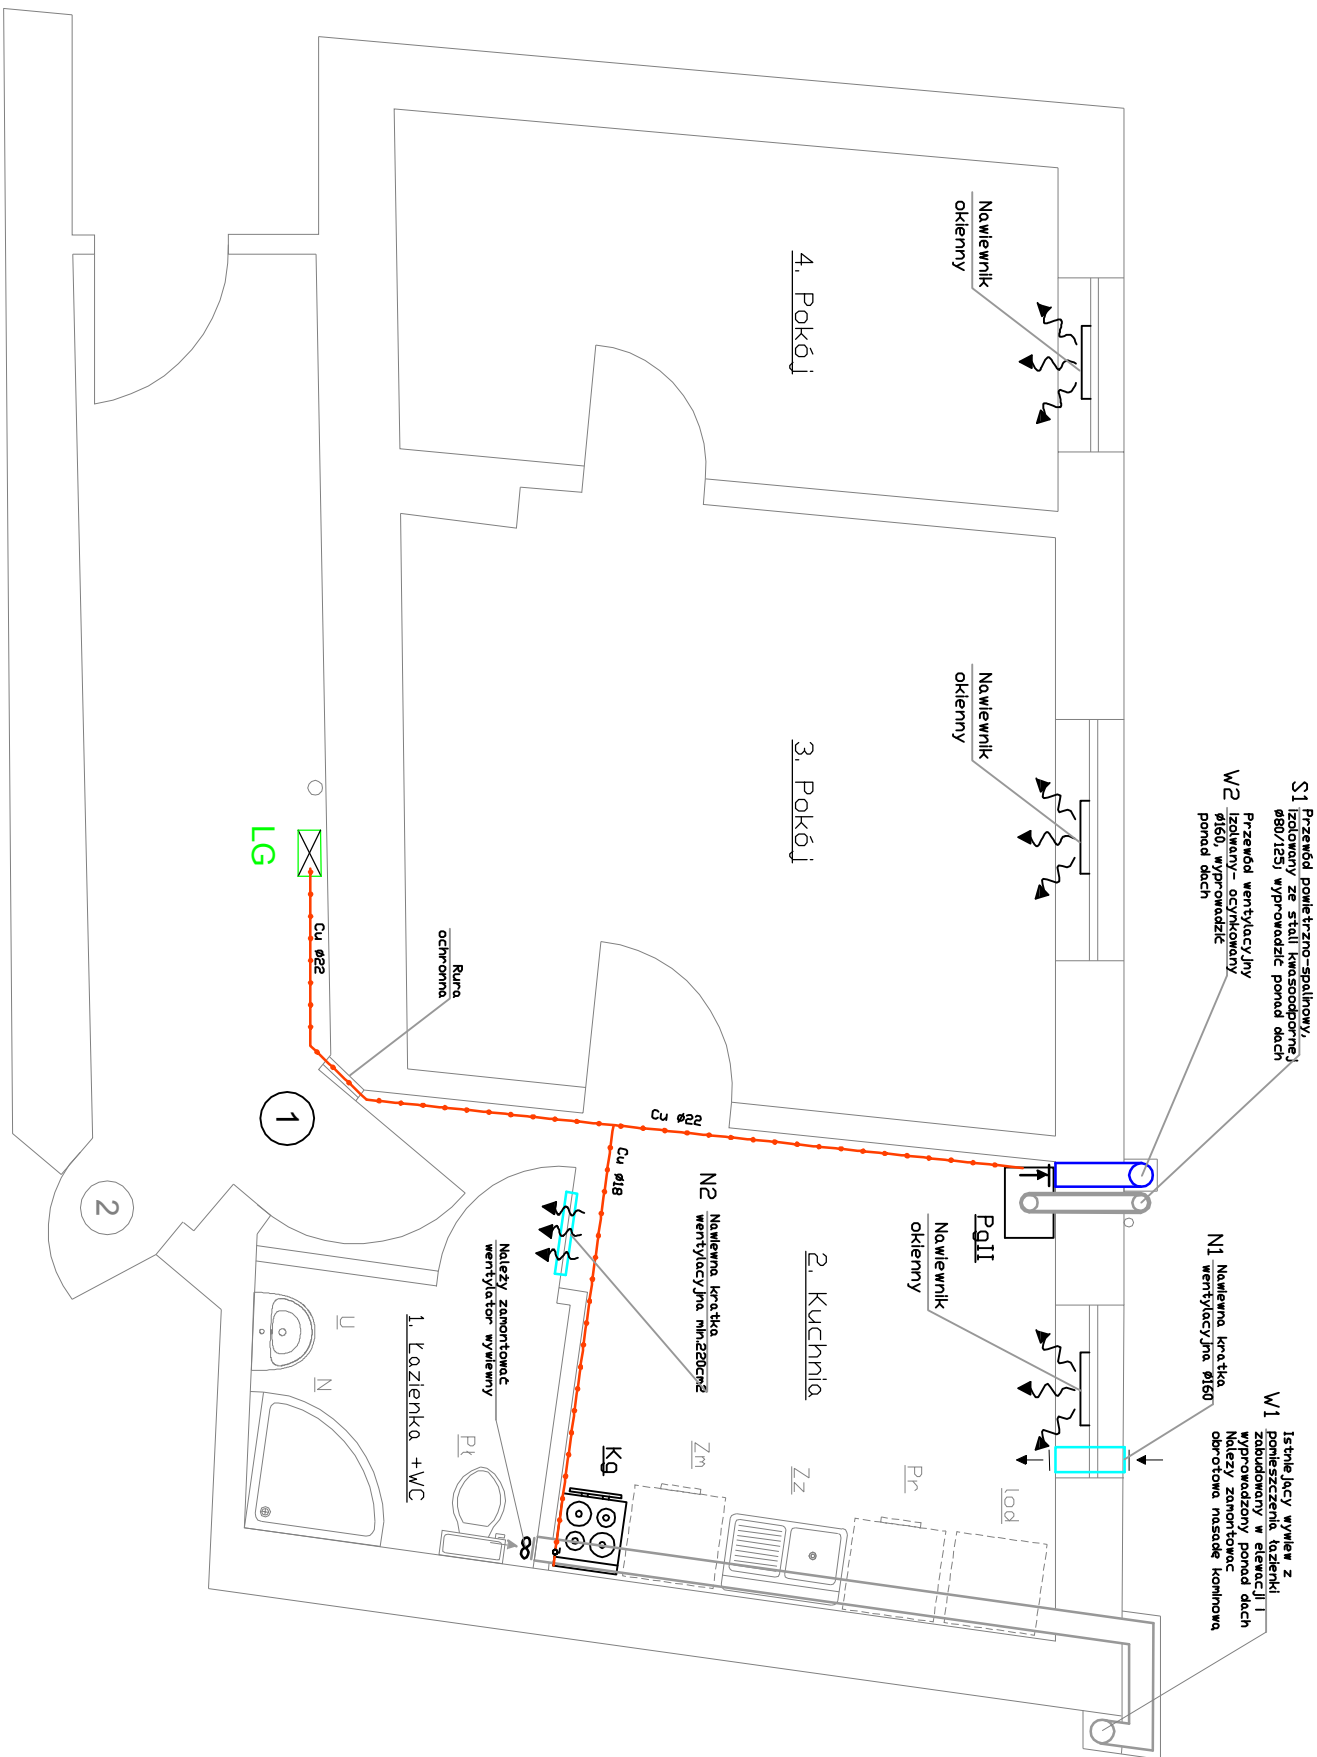 S1 Przewód powietrzno-spalinowy,
izolowany ze stali kwasoodpornej
ø80/125, wyprowadzić ponad dach
W2 Przewód wentylacyjny
izolwany- ocynkowany
ø160, wyprowadzić
ponad dach
N1 Nawiewna kratka
wentylacyjna ø160
W1 Istniejący wywiew z
pomieszczenia łazienki
zabudowany w elewacji i
wyprowadzony ponad dach
Należy zamontować
obrotową nasadę kominową
Nawiewnik
okienny
4. Pokój
Nawiewnik
okienny
3. Pokój
Nawiewnik
okienny
PgII
2. Kuchnia
Lod
Pr
Zz
Zm
Kg
N2 Nawiewna kratka
wentylacyjna min.220cm2
Cu ø22
Cu ø18
Należy zamontować
wentylator wywiewny
Rura
ochronna
1. Łazienka +WC
Pł
U
N
Cu ø22
LG
1
2